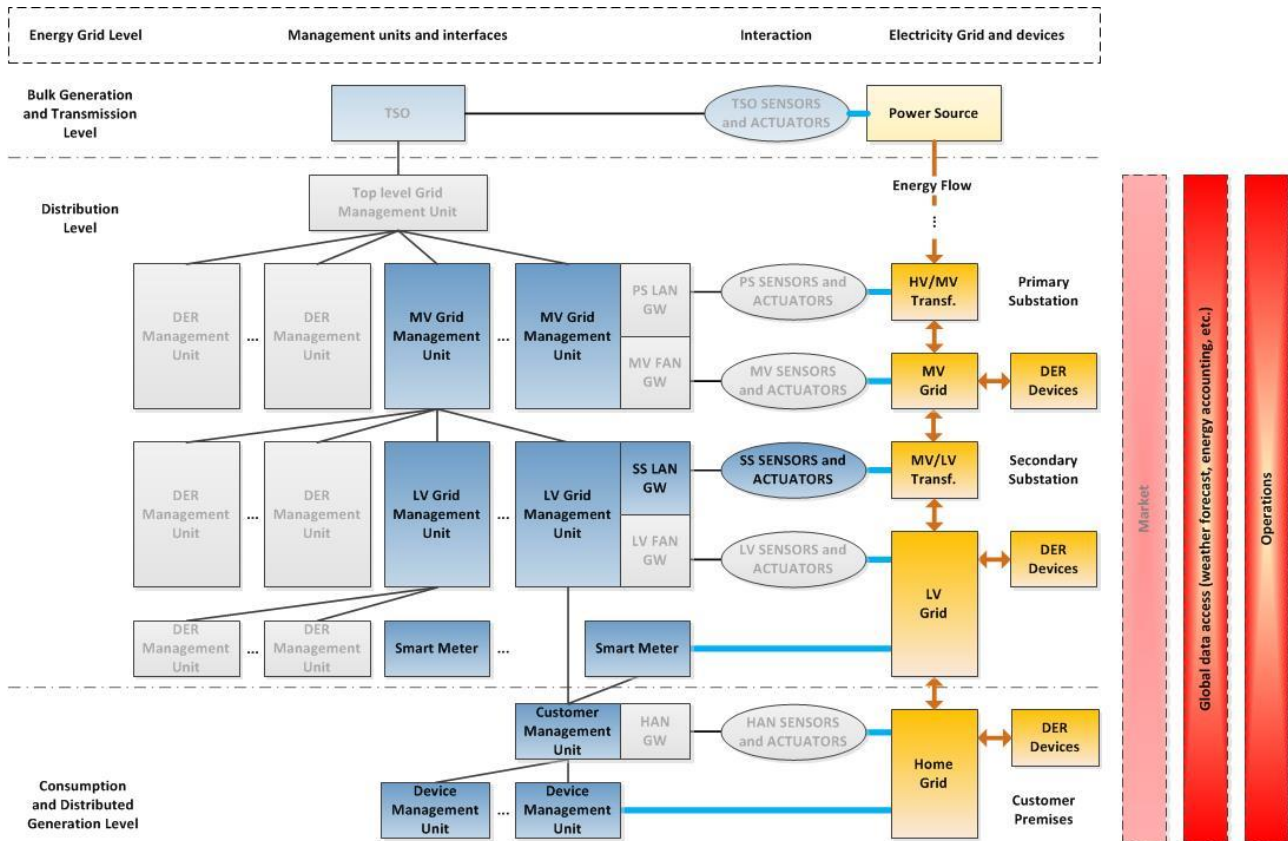 Energy Grid Level
Management units and interfaces
Interaction
Electricity Grid and devices
Bulk Generation
and Transmission
Level
TSO
TSO SENSORS
and ACTUATORS
Power Source
Energy Flow
...
Distribution
Level
Top level Grid
Management Unit
DER
Management
Unit
...
DER
Management
Unit
MV Grid
Management
Unit
...
MV Grid
Management
Unit
PS LAN
GW
MV FAN
GW
PS SENSORS and
ACTUATORS
MV SENSORS
and ACTUATORS
HV/MV
Transf.
Primary
Substation
MV
Grid
DER
Devices
DER
Management
Unit
...
DER
Management
Unit
LV Grid
Management
Unit
...
LV Grid
Management
Unit
SS LAN
GW
LV FAN
GW
SS SENSORS and
ACTUATORS
LV SENSORS and
ACTUATORS
MV/LV
Transf.
Secondary
Substation
LV
Grid
DER
Devices
DER
Management
Unit
...
DER
Management
Unit
Smart Meter
...
Smart Meter
Consumption
and Distributed
Generation Level
Customer
Management
Unit
HAN
GW
HAN SENSORS
and ACTUATORS
Home
Grid
DER
Devices
Device
Management
Unit
...
Device
Management
Unit
Customer
Premises
Market
Global data access (weather forecast, energy accounting, etc.)
Operations